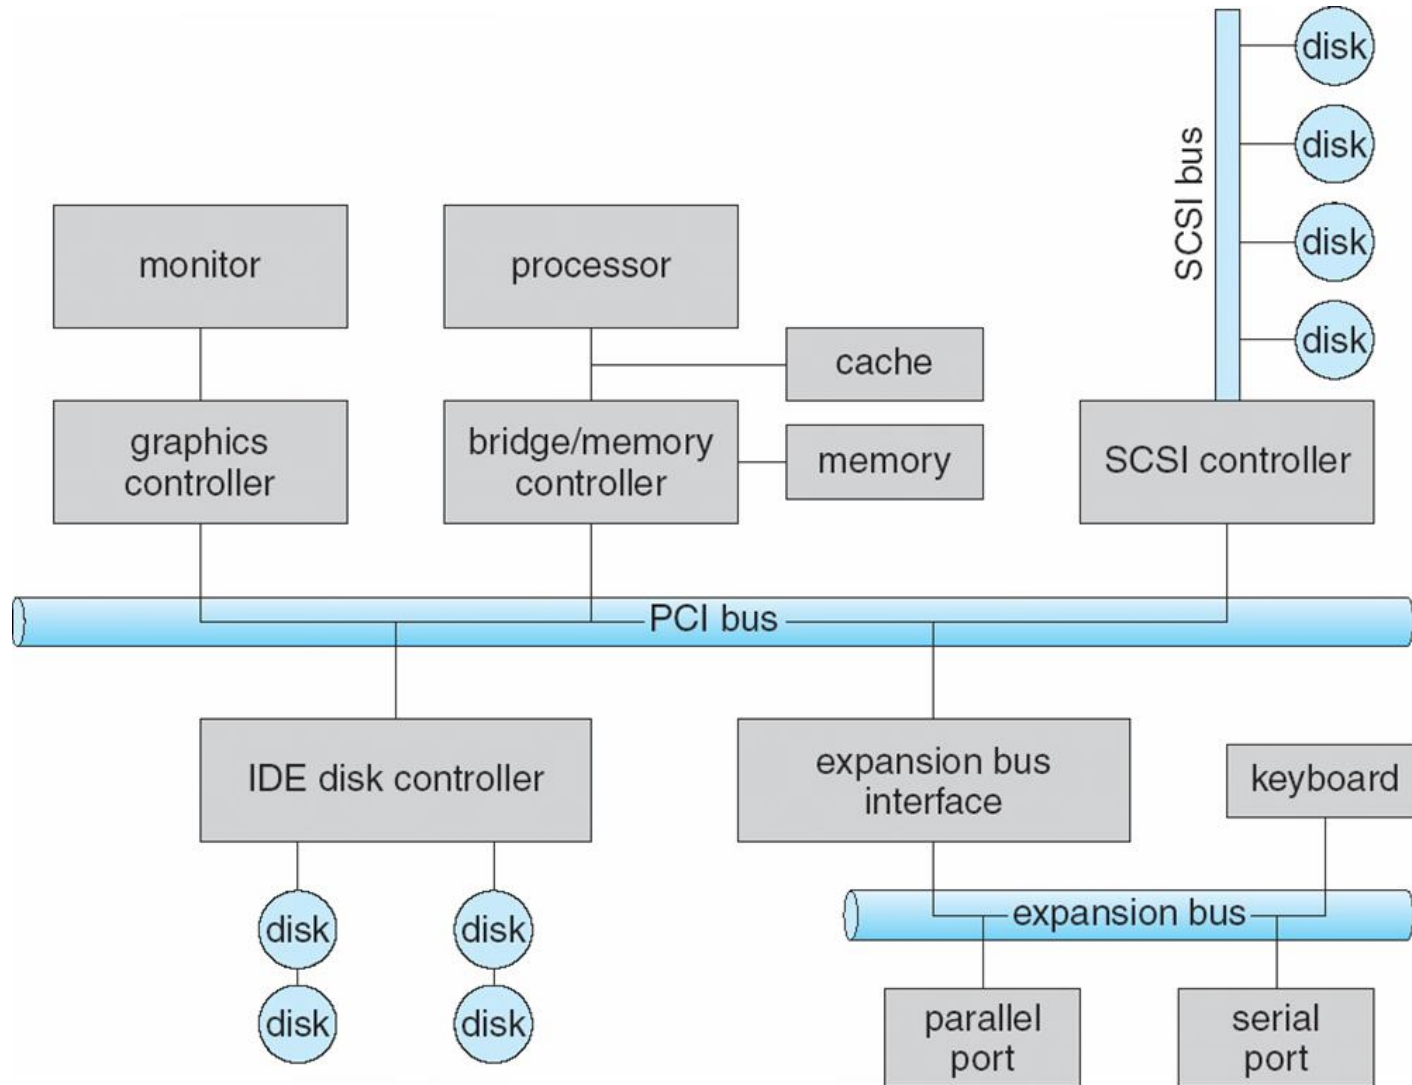 disk
disk
SCSI bus
disk
disk
monitor
processor
cache
graphics
controller
bridge/memory
controller
memory
SCSI controller
PCI bus
IDE disk controller
expansion bus
interface
keyboard
disk
disk
expansion bus
disk
disk
parallel
port
serial
port